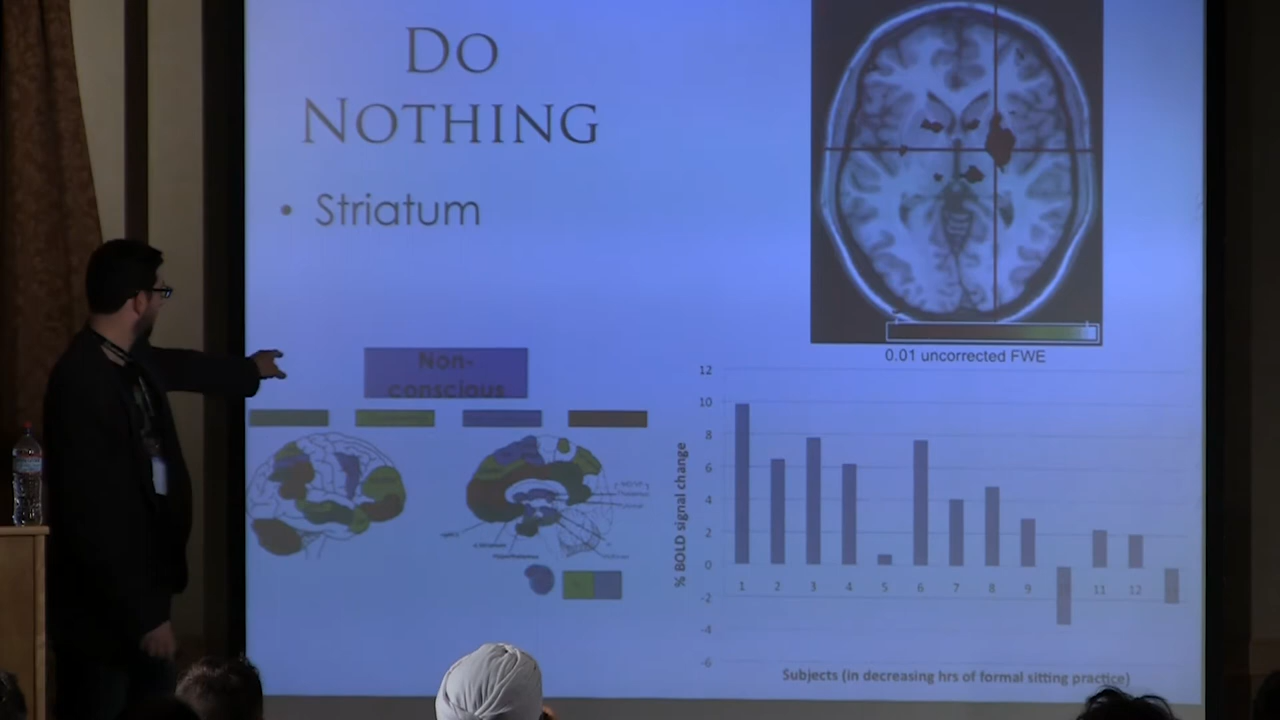 DO
NOTHING
• Striatum
Non-
conscious
0.01 uncorrected FWE
12
10
8
6
4
2
0
-2
-4
-6
% BOLD signal change
1 2 3 4 5 6 7 8 9 11 12
Subjects (in decreasing hrs of formal sitting practice)